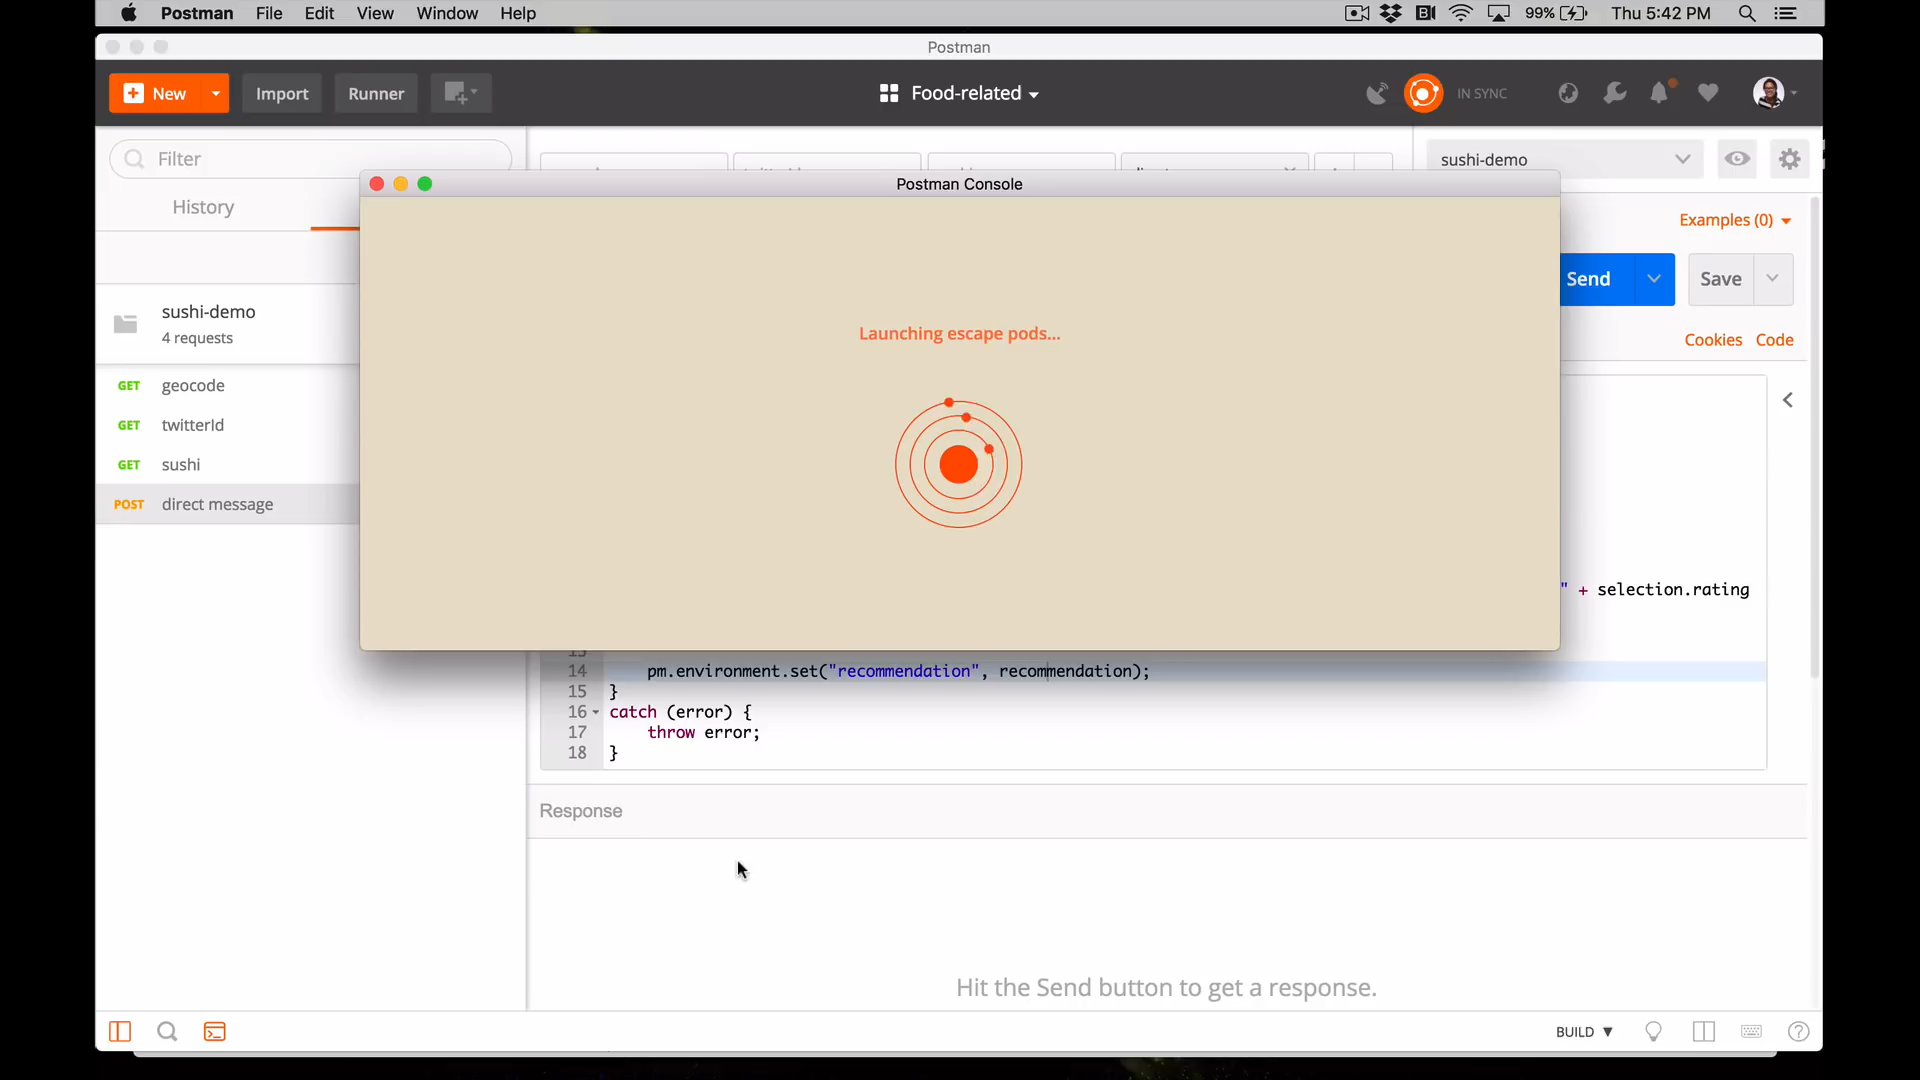 Postman File Edit View Window Help
99% Thu 5:42 PM
Postman
New Import Runner
Food-related
IN SYNC
Filter
sushi-demo
Postman Console
History
Examples (0)
Launching escape pods...
Send Save
Cookies Code
sushi-demo
4 requests
GET geocode
GET twitterId
GET sushi
POST direct message
" + selection.rating
13
14 pm.environment.set("recommendation", recommendation);
15 }
16 catch (error) {
17 throw error;
18 }
Response
Hit the Send button to get a response.
BUILD